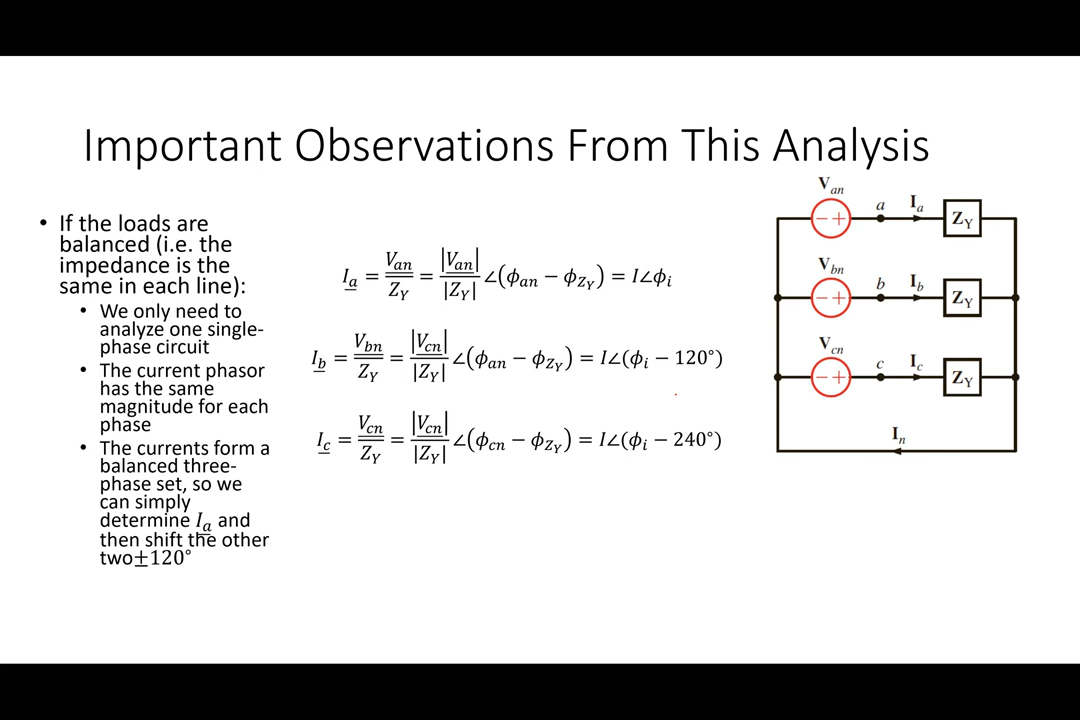 Important Observations From This Analysis
• If the loads are
balanced (i.e. the
impedance is the
same in each line):
• We only need to
analyze one single-
phase circuit
• The current phasor
has the same
magnitude for each
phase
• The currents form a
balanced three-
phase set, so we
can simply
determine I_a and
then shift the other
two±120°
I_a = V_an/Z_Y = |V_an|/|Z_Y| ∠(ϕ_an − ϕ_Z_Y) = I∠ϕ_i
I_b = V_bn/Z_Y = |V_cn|/|Z_Y| ∠(ϕ_an − ϕ_Z_Y) = I∠(ϕ_i − 120°)
I_c = V_cn/Z_Y = |V_cn|/|Z_Y| ∠(ϕ_cn − ϕ_Z_Y) = I∠(ϕ_i − 240°)
V_an
− + a I_a Z_Y
V_bn
− + b I_b Z_Y
V_cn
− + c I_c Z_Y
I_n